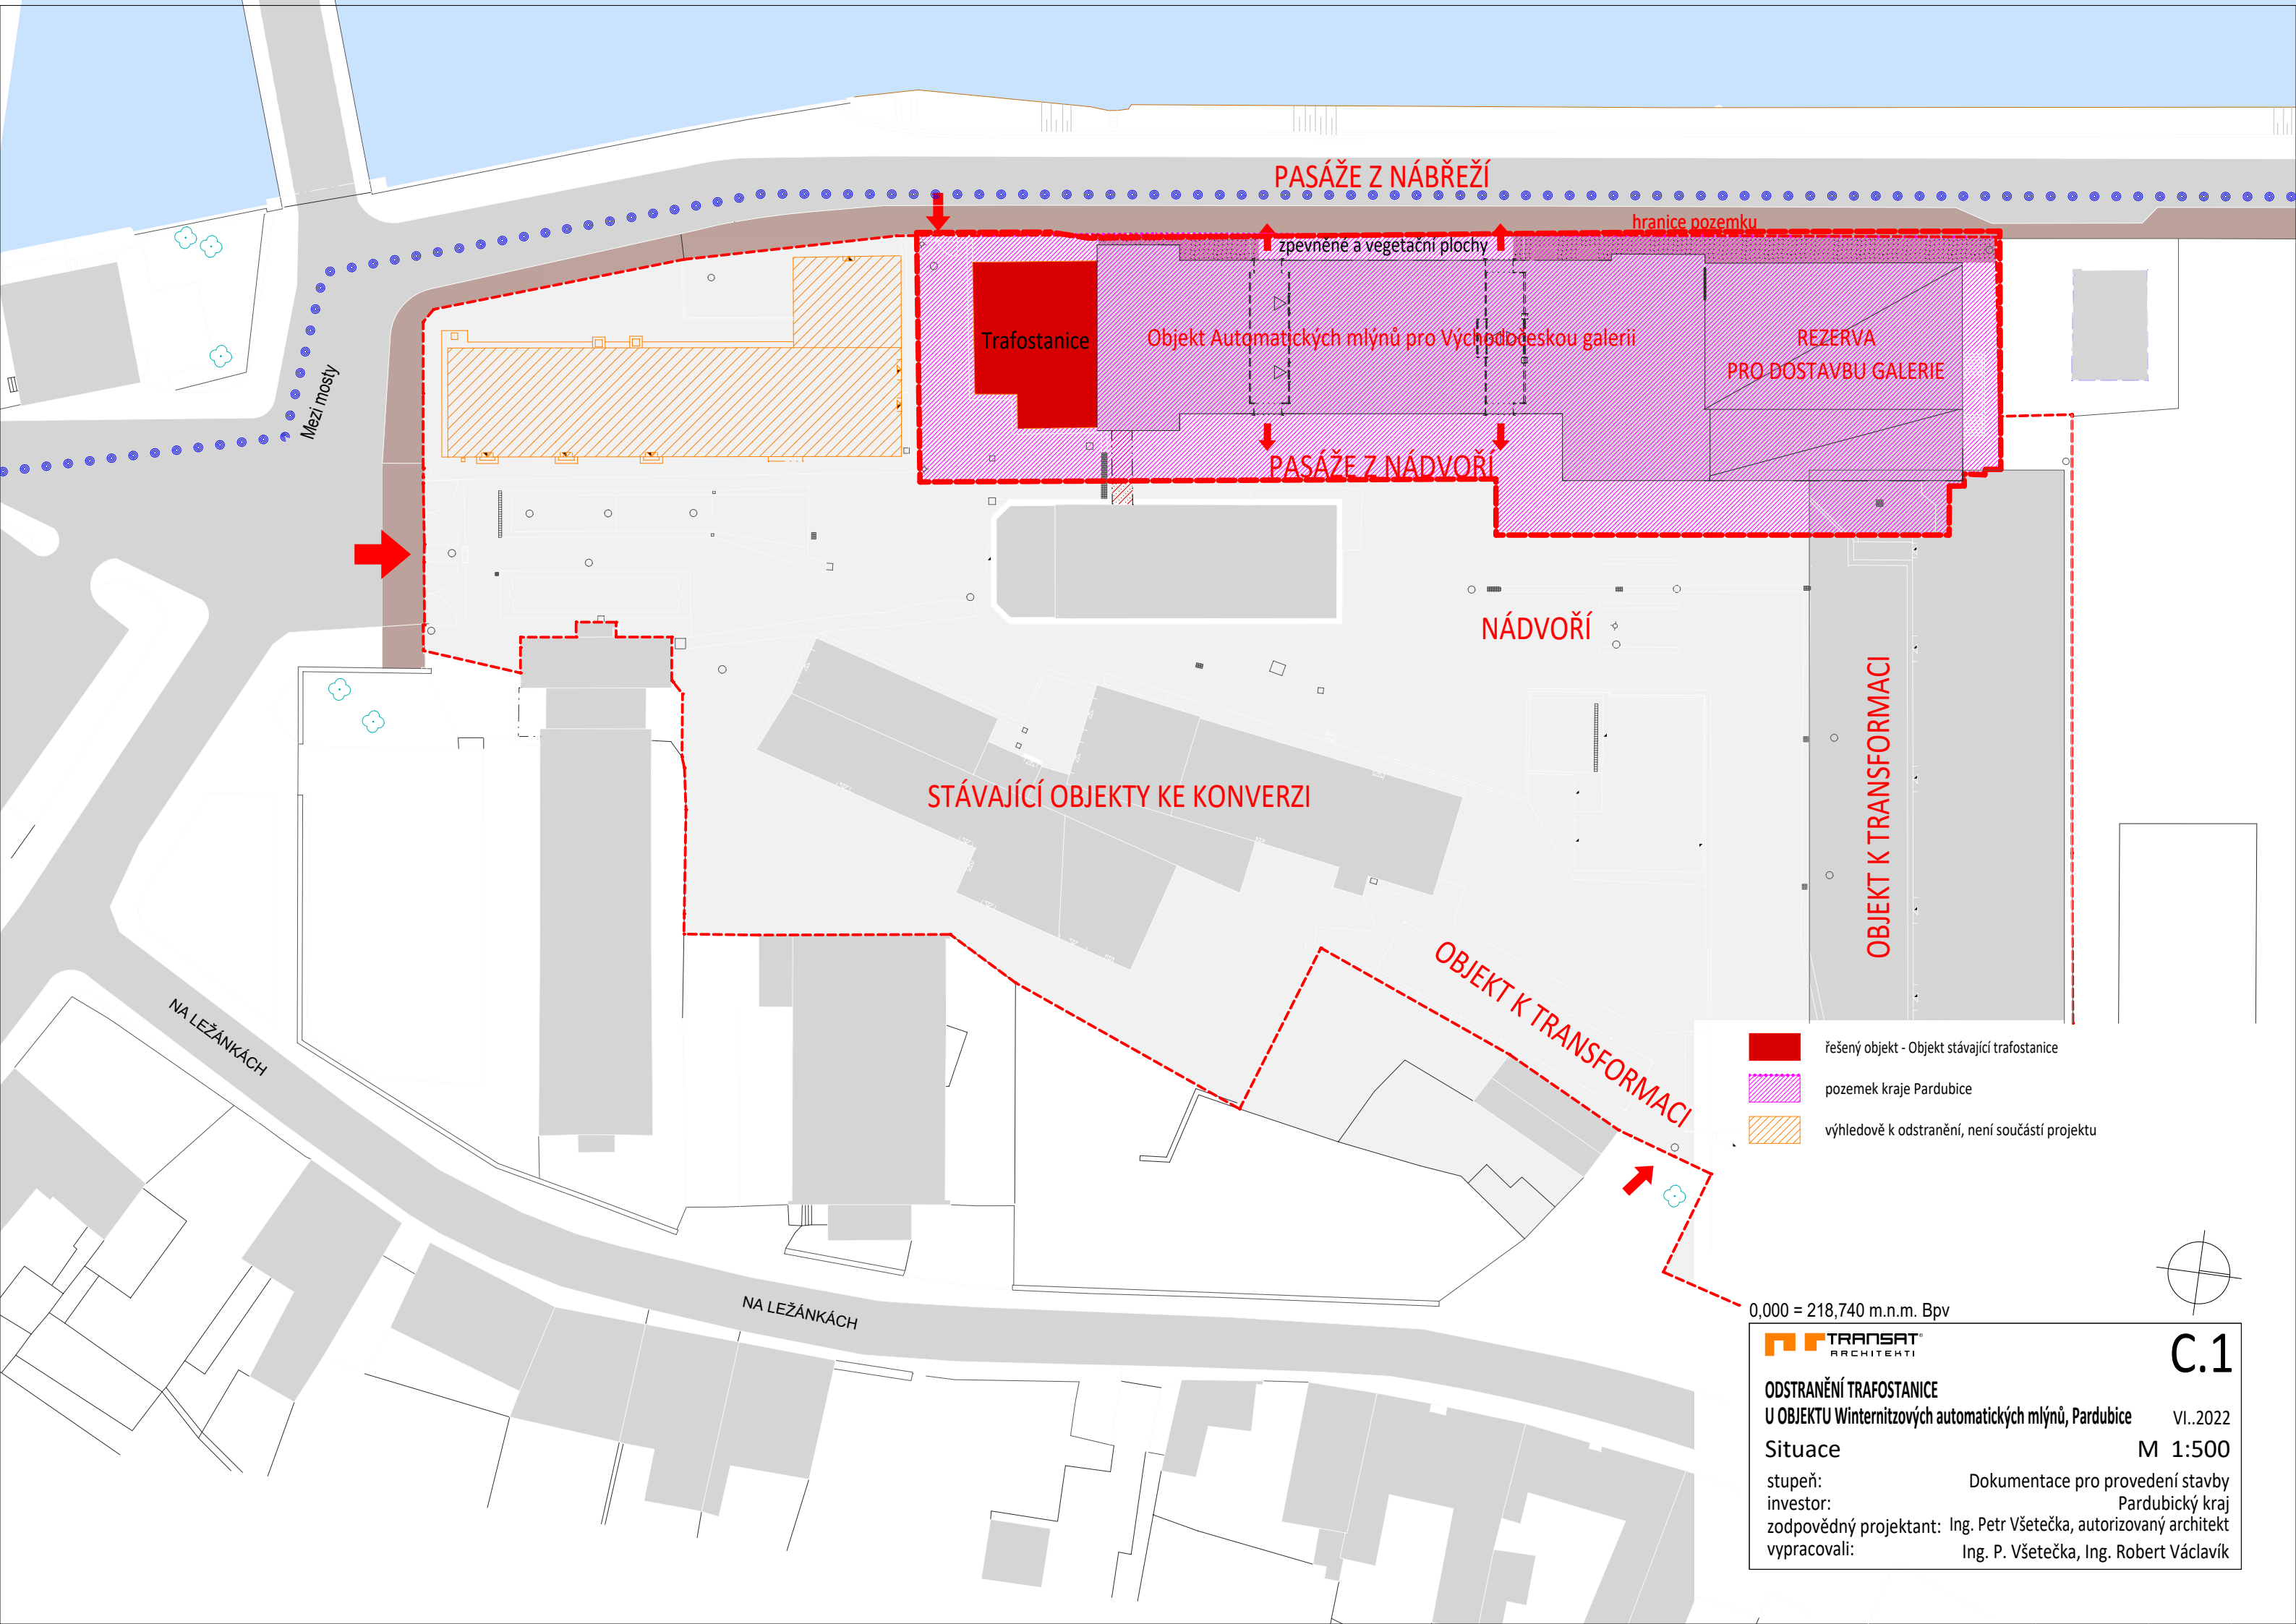 PASÁŽE Z NÁBŘEŽÍ
hranice pozemku
zpevněné a vegetační plochy
Trafostanice
Objekt Automatických mlýnů pro Východočeskou galerii
REZERVA
PRO DOSTAVBU GALERIE
Mezi mosty
PASÁŽE Z NÁDVOŘÍ
NÁDVOŘÍ
OBJEKT K TRANSFORMACI
STÁVAJÍCÍ OBJEKTY KE KONVERZI
OBJEKT K TRANSFORMACI
NA LEŽÁNKÁCH
NA LEŽÁNKÁCH
řešený objekt - Objekt stávající trafostanice
pozemek kraje Pardubice
výhledově k odstranění, není součástí projektu
0,000 = 218,740 m.n.m. Bpv
TRANSAT
ARCHITEKTI
C.1
ODSTRANĚNÍ TRAFOSTANICE
U OBJEKTU Winternitzových automatických mlýnů, Pardubice VI..2022
Situace M 1:500
stupeň: Dokumentace pro provedení stavby
investor: Pardubický kraj
zodpovědný projektant: Ing. Petr Všetečka, autorizovaný architekt
vypracovali: Ing. P. Všetečka, Ing. Robert Václavík